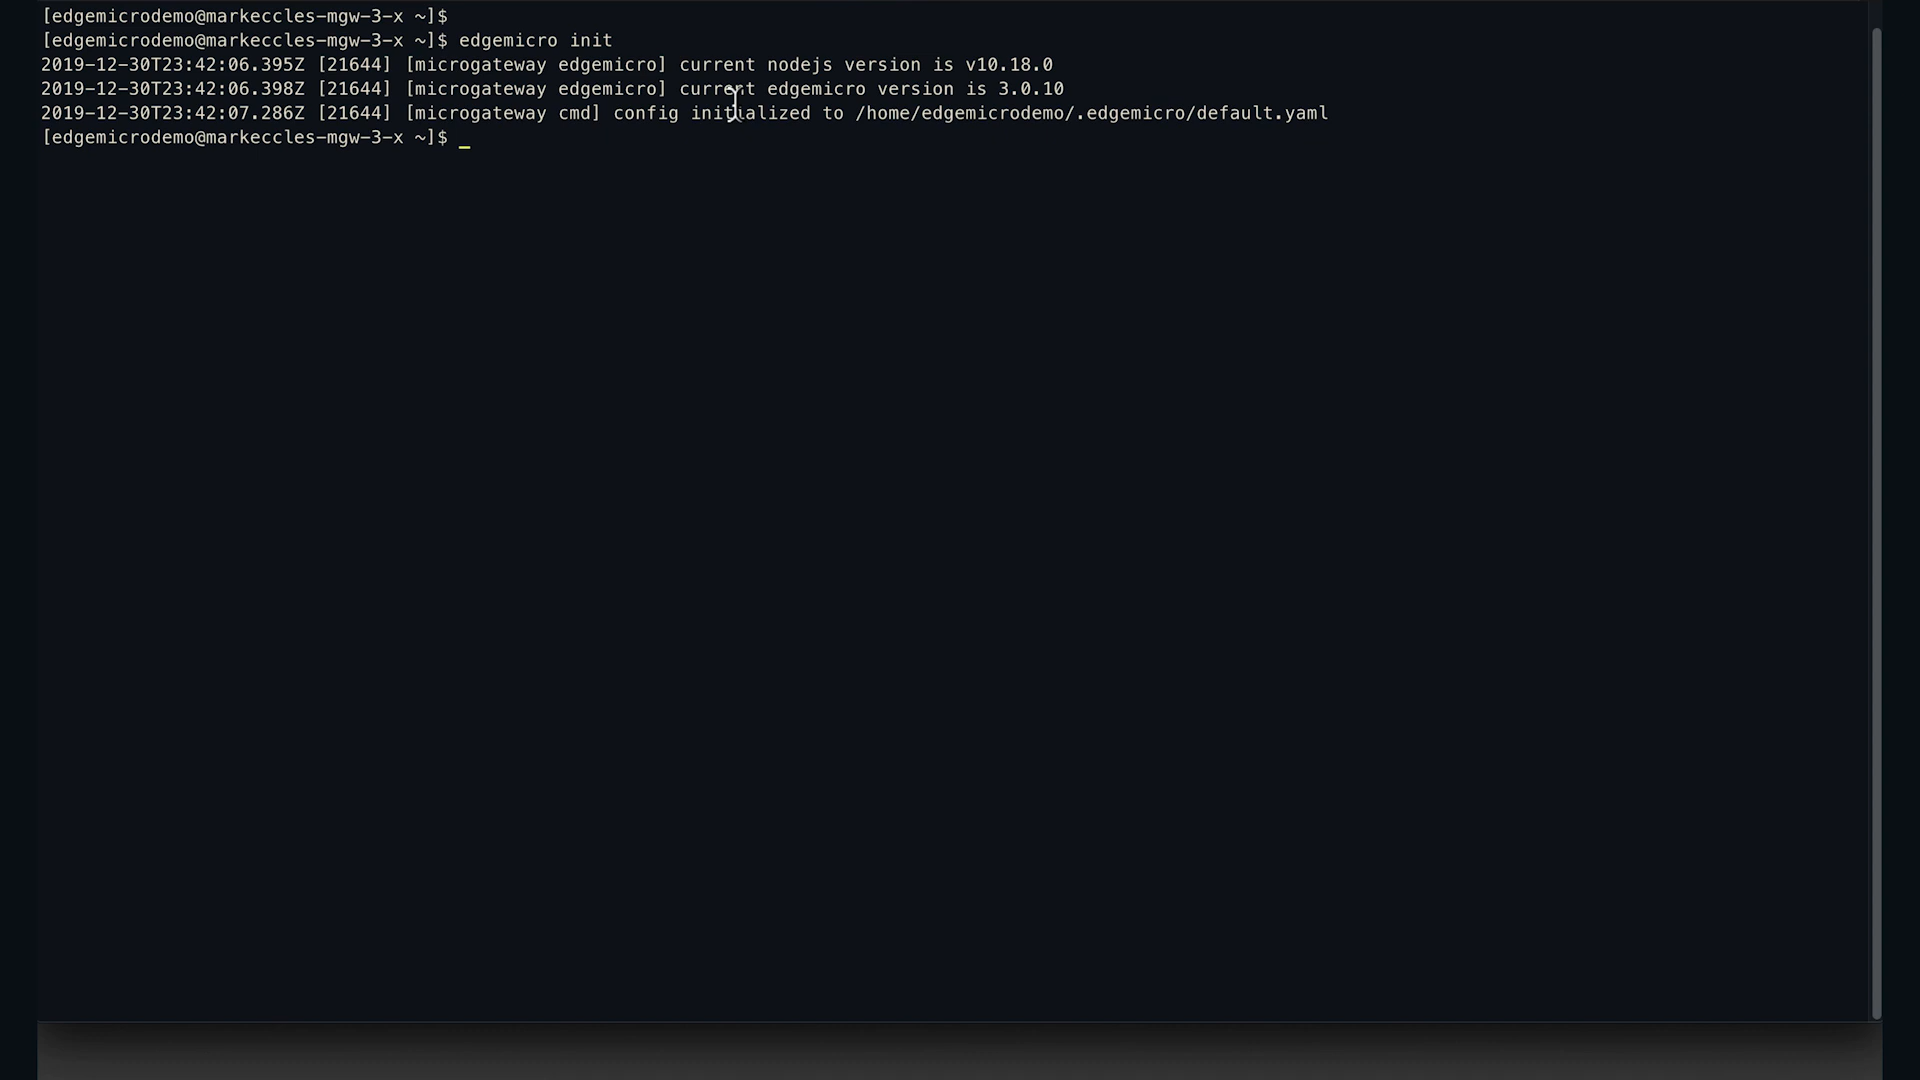 [edgemicrodemo@markeccles-mgw-3-x ~]$
[edgemicrodemo@markeccles-mgw-3-x ~]$ edgemicro init
2019-12-30T23:42:06.395Z [21644] [microgateway edgemicro] current nodejs version is v10.18.0
2019-12-30T23:42:06.398Z [21644] [microgateway edgemicro] current edgemicro version is 3.0.10
2019-12-30T23:42:07.286Z [21644] [microgateway cmd] config initialized to /home/edgemicrodemo/.edgemicro/default.yaml
[edgemicrodemo@markeccles-mgw-3-x ~]$ _